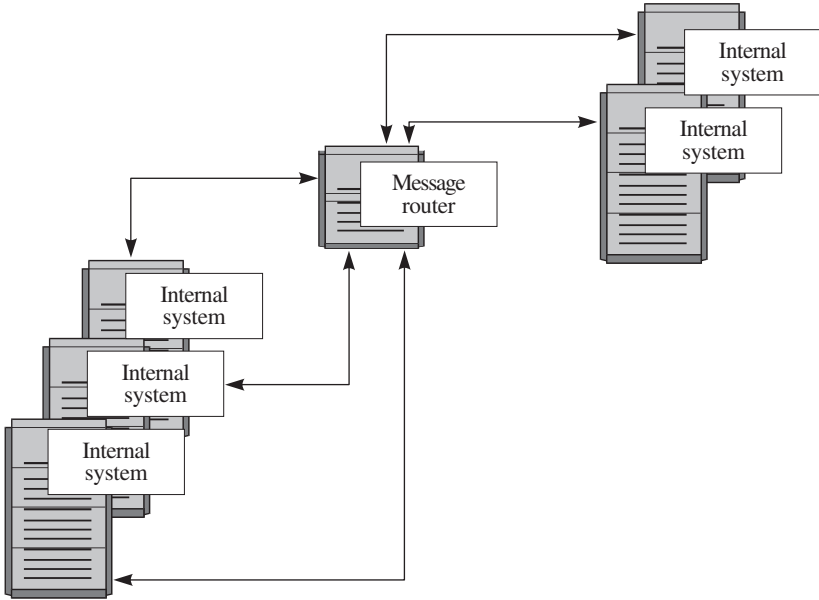 Internal
system
Internal
system
Message
router
Internal
system
Internal
system
Internal
system